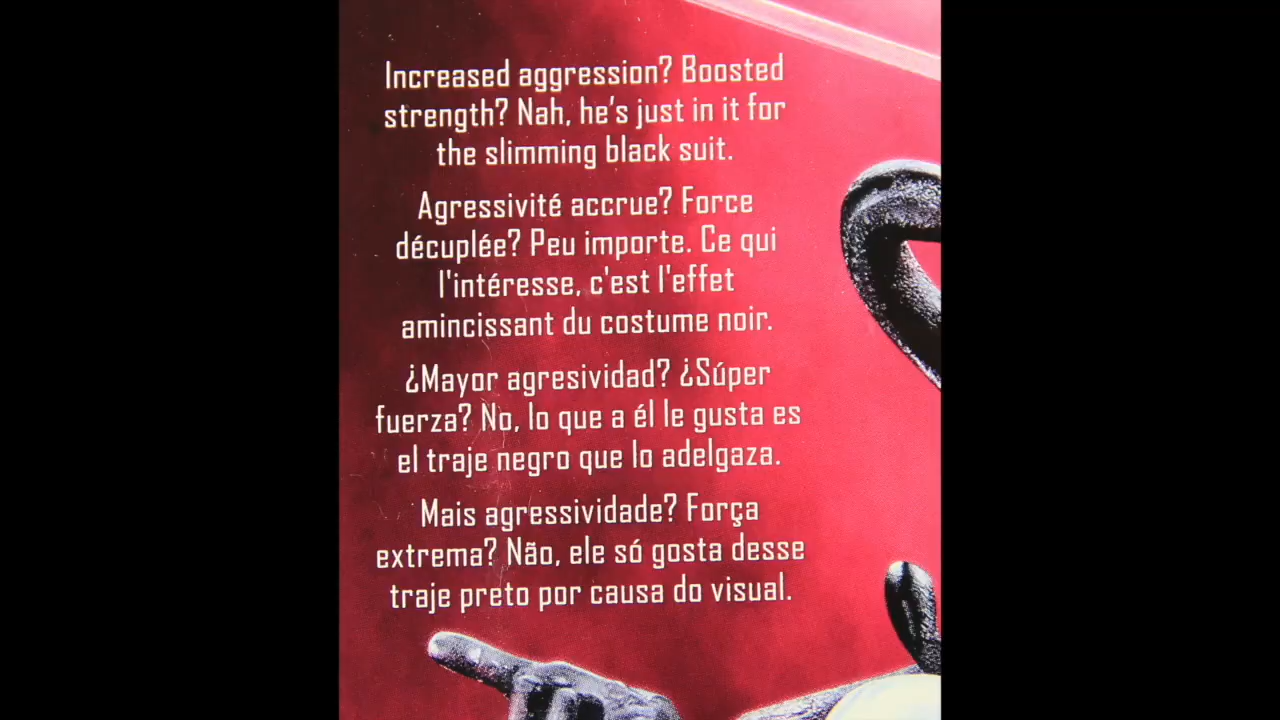 Increased aggression? Boosted
strength? Nah, he's just in it for
the slimming black suit.
Agressivité accrue? Force
décuplée? Peu importe. Ce qui
l'intéresse, c'est l'effet
amincissant du costume noir.
¿Mayor agresividad? ¿Súper
fuerza? No, lo que a él le gusta es
el traje negro que lo adelgaza.
Mais agressividade? Força
extrema? Não, ele só gosta desse
traje preto por causa do visual.